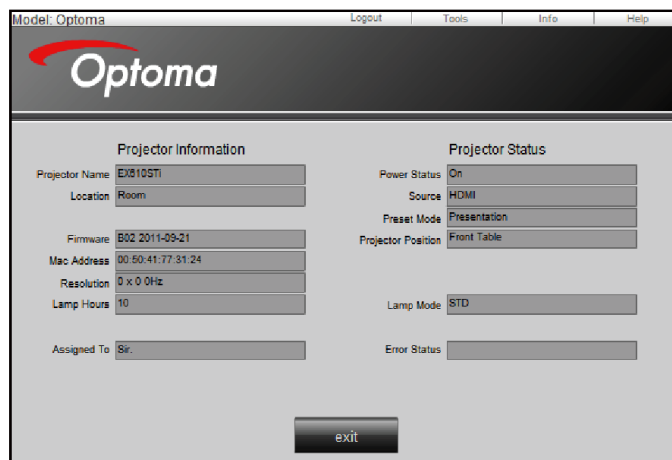 Model: Optoma
Logout Tools Info Help
Optoma
Projector Information
Projector Name EX610STi
Location Room
Firmware B02 2011-09-21
Mac Address 00:50:41:77:31:24
Resolution 0 x 0 0Hz
Lamp Hours 10
Assigned To Sir.
Projector Status
Power Status On
Source HDMI
Preset Mode Presentation
Projector Position Front Table
Lamp Mode STD
Error Status
exit